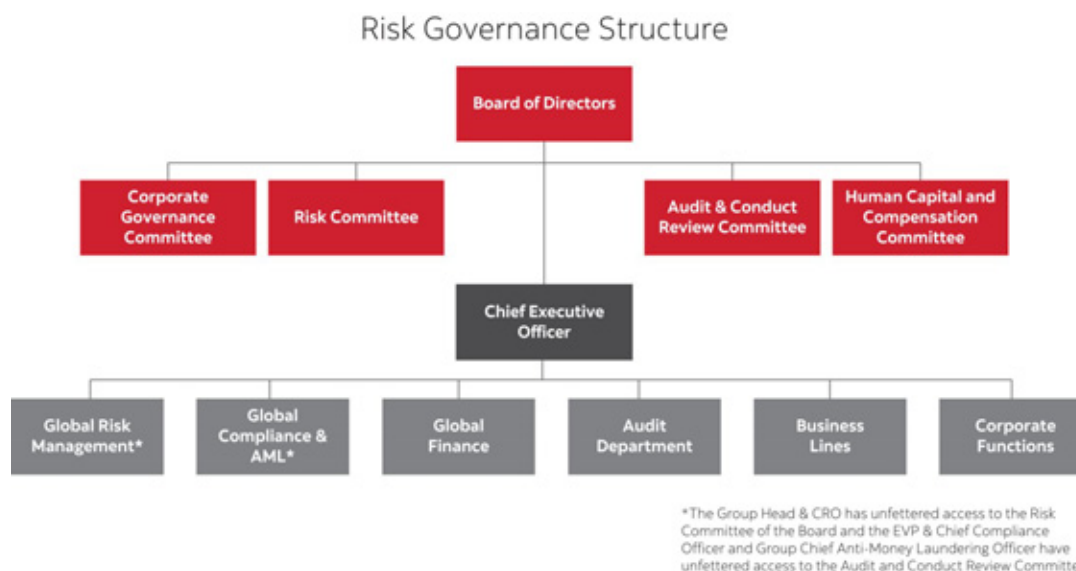 Risk Governance Structure
Board of Directors
Corporate
Governance
Committee
Risk Committee
Audit & Conduct
Review Committee
Human Capital and
Compensation
Committee
Chief Executive
Officer
Global Risk
Management*
Global
Compliance &
AML*
Global
Finance
Audit
Department
Business
Lines
Corporate
Functions
*The Group Head & CRO has unfettered access to the Risk
Committee of the Board and the EVP & Chief Compliance
Officer and Group Chief Anti-Money Laundering Officer have
unfettered access to the Audit and Conduct Review Committe